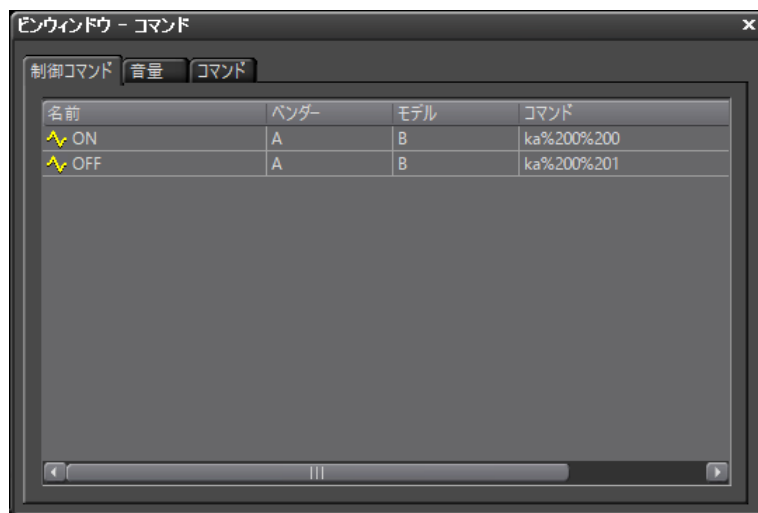 ビンウィンドウ - コマンド
制御コマンド 音量 コマンド
名前 ベンダー モデル コマンド
ON A B ka%200%200
OFF A B ka%200%201